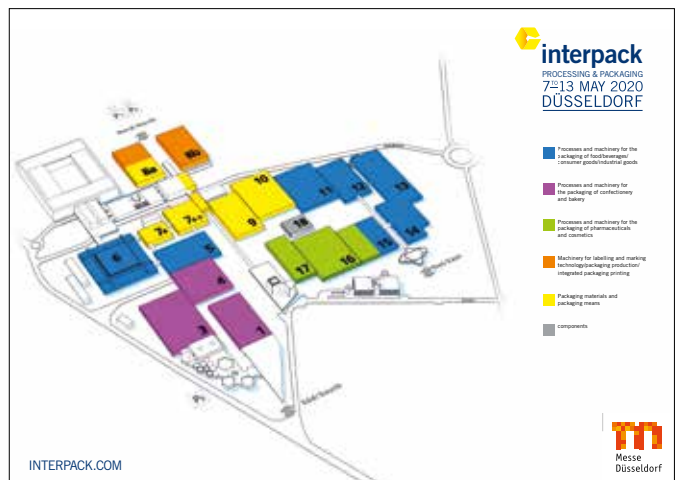 interpack
PROCESSING & PACKAGING
7TO13 MAY 2020
DÜSSELDORF
Processes and machinery for the
packaging of food/beverages/
consumer goods/industrial goods
Processes and machinery for
the packaging of confectionery
and bakery
Processes and machinery for the
packaging of pharmaceuticals
and cosmetics
Machinery for labelling and marking
technology/packaging production/
integrated packaging printing
Packaging materials and
packaging means
components
8a
8b
10
11
12
13
9
7a
18
14
15
16
17
6
5
4
3
1
INTERPACK.COM
Messe
Düsseldorf